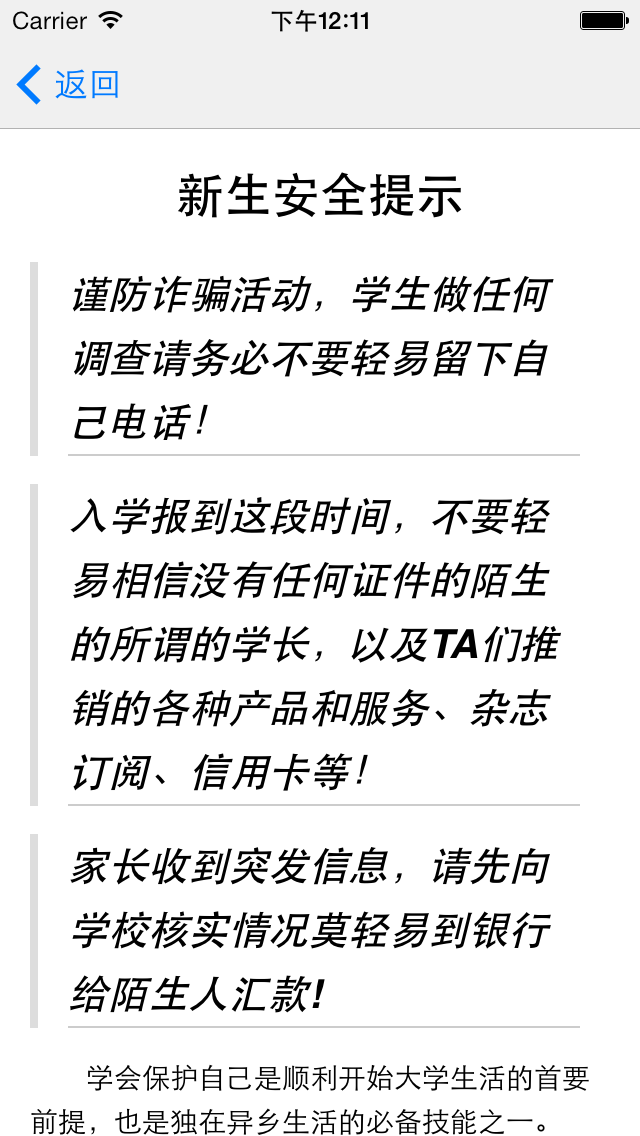 Carrier 下午12:11
返回
新生安全提示
谨防诈骗活动，学生做任何
调查请务必不要轻易留下自
己电话！
入学报到这段时间，不要轻
易相信没有任何证件的陌生
的所谓的学长，以及TA们推
销的各种产品和服务、杂志
订阅、信用卡等！
家长收到突发信息，请先向
学校核实情况莫轻易到银行
给陌生人汇款!
学会保护自己是顺利开始大学生活的首要
前提，也是独在异乡生活的必备技能之一。